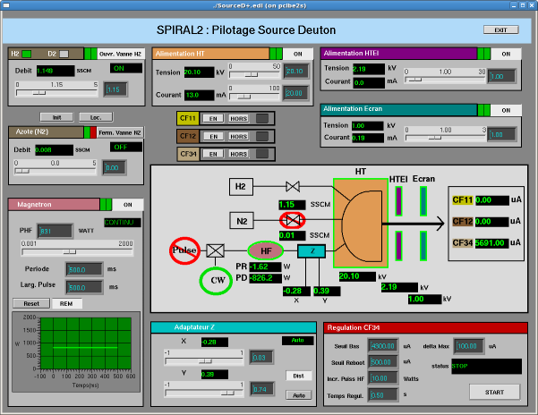 ./SourceD+.edl @ pclbe2s>
SPIRAL2 : Pilotage Source Deuton
EXIT
H2 D2 Ouvr. Vanne H2
Debit 1.149 SSCM ON
0 1.15 5 1.15
Init Loc.
Azote (N2) Ferm. Vanne N2
Debit 0.008 SSCM OFF
0 0.0 5 0.00
Magnetron ON
CONTINU
PHF 831 WATT
0.001 2000
Periode 500.0 ms
Larg. Pulse 500.0 ms
Reset REM
2000
1500
W 1000
500
0
-100 0 100 200 300 400 500 600
Temps(ms)
Alimentation HT ON
Tension 20.10 kV 0 50 20.10
Courant 13.0 mA 0 100 20.00
CF11 EN HORS
CF12 EN HORS
CF34 EN HORS
Alimentation HTEI ON
Tension 2.19 kV
Courant 0.0 mA 0 1.00 30 1.00
Alimentation Ecran ON
Tension 1.00 kV
Courant 0.19 mA 0 1.00 3 1.00
HT
HTEI Ecran
H2
1.15 SSCM
N2
0.01 SSCM
Pulse HF Z
CW
PR -1.62 W
PD -826.2 W
-0.28 0.39
X Y
20.10 kV
2.19 kV
1.00 kV
CF11 0.00 uA
CF12 0.00 uA
CF34 5691.00 uA
Adaptateur Z
X -0.28 Auto
-1 1 0.03
Y 0.39 Dist
-1 1 0.74 Auto
Regulation CF34
Seuil Bas -4000.00 uA delta Max 100.00 uA
Seuil Reboot 500.00 uA status STOP
Incr. Puiss HF 10.00 Watts
Temps Regul. 0.50 s START